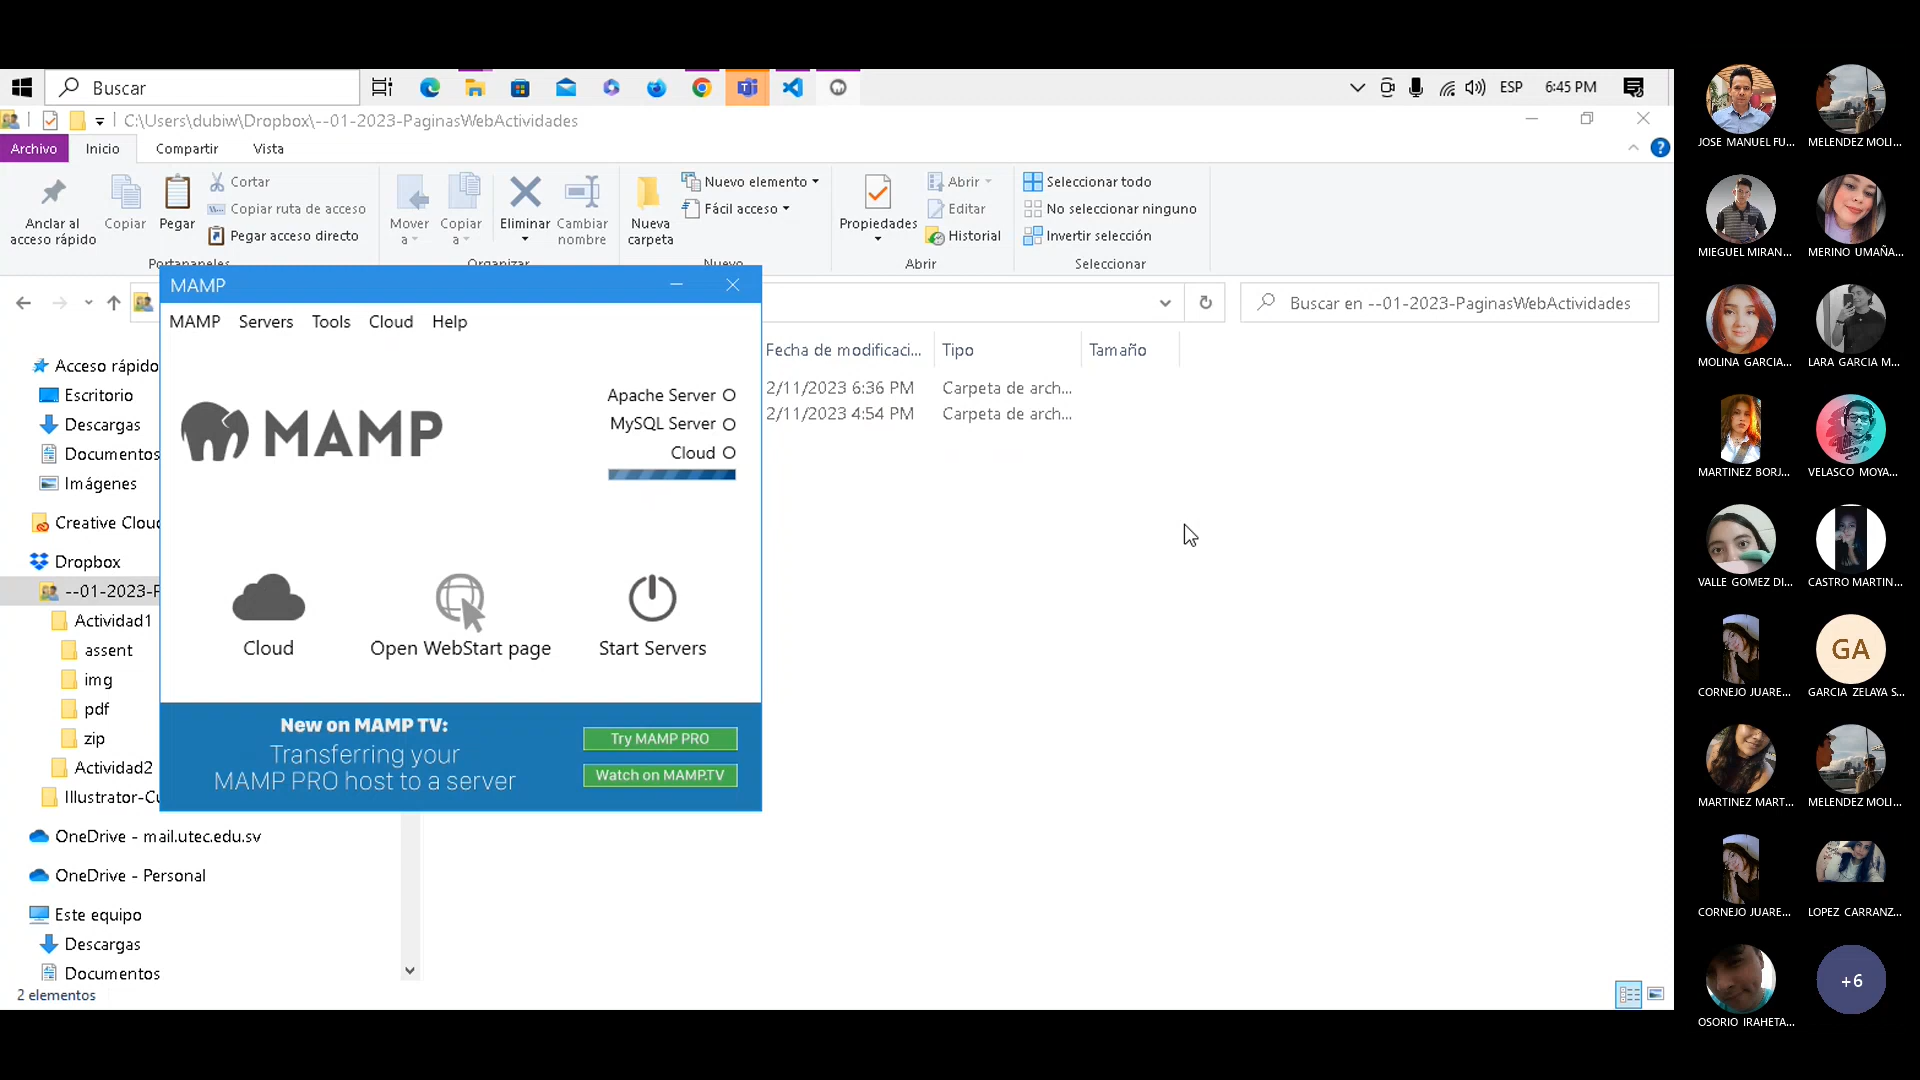 Buscar
ESP
6:45 PM
C:\Users\dubiw\Dropbox\--01-2023-PaginasWebActividades
Archivo
Inicio
Compartir
Vista
Anclar al
acceso rápido
Copiar
Pegar
Cortar
Copiar ruta de acceso
Pegar acceso directo
Portapapeles
Mover
a
Copiar
a
Eliminar
Cambiar
nombre
Organizar
Nueva
carpeta
Nuevo elemento
Fácil acceso
Nuevo
Propiedades
Abrir
Editar
Historial
Abrir
Seleccionar todo
No seleccionar ninguno
Invertir selección
Seleccionar
Buscar en --01-2023-PaginasWebActividades
Fecha de modificaci...
Tipo
Tamaño
2/11/2023 6:36 PM
Carpeta de arch...
2/11/2023 4:54 PM
Carpeta de arch...
Acceso rápido
Escritorio
Descargas
Documentos
Imágenes
Creative Cloud
Dropbox
--01-2023-P
Actividad1
assent
img
pdf
zip
Actividad2
Illustrator-Cu
OneDrive - mail.utec.edu.sv
OneDrive - Personal
Este equipo
Descargas
Documentos
2 elementos
MAMP
MAMP
Servers
Tools
Cloud
Help
MAMP
Apache Server
MySQL Server
Cloud
Cloud
Open WebStart page
Start Servers
New on MAMP TV:
Transferring your
MAMP PRO host to a server
Try MAMP PRO
Watch on MAMP.TV
JOSE MANUEL FU...
MELENDEZ MOLI...
MIEGUEL MIRAN...
MERINO UMAÑA...
MOLINA GARCIA...
LARA GARCIA M...
MARTINEZ BORJ...
VELASCO MOYA...
VALLE GOMEZ DI...
CASTRO MARTIN...
CORNEJO JUARE...
GA
GARCIA ZELAYA S...
MARTINEZ MART...
MELENDEZ MOLI...
CORNEJO JUARE...
LOPEZ CARRANZ...
OSORIO IRAHETA...
+6